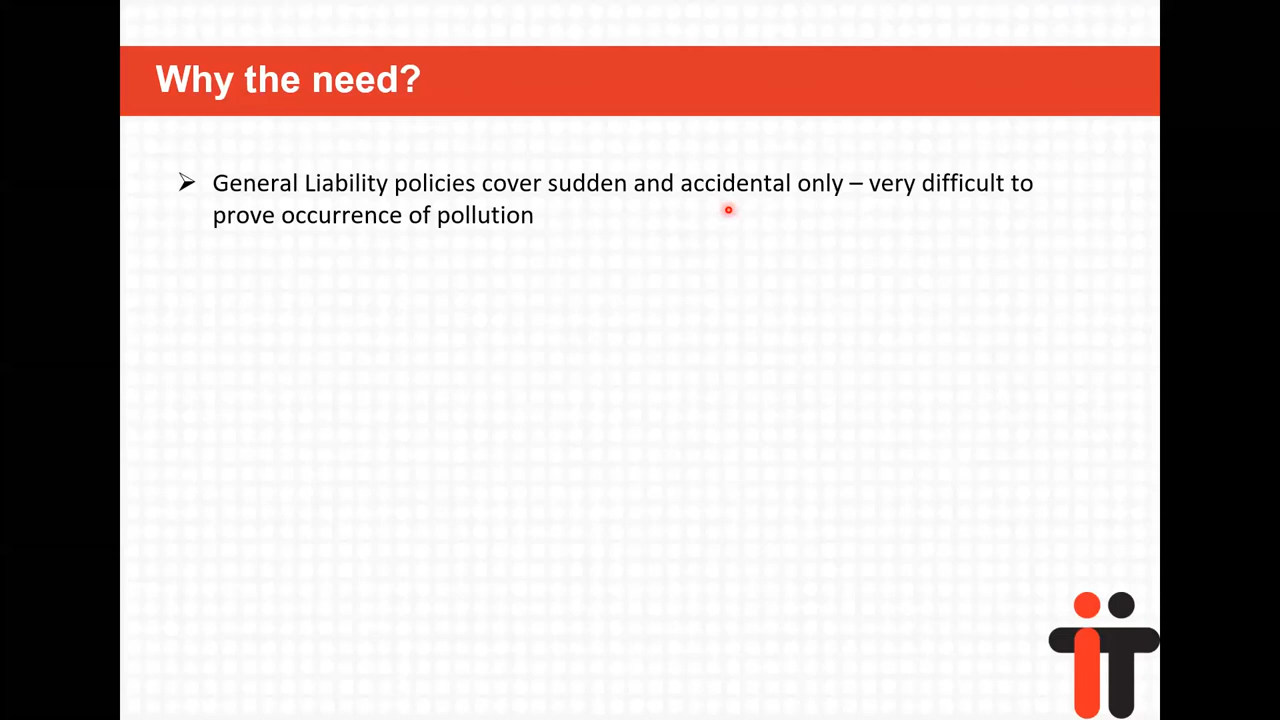 Why the need?
General Liability policies cover sudden and accidental only – very difficult to
prove occurrence of pollution